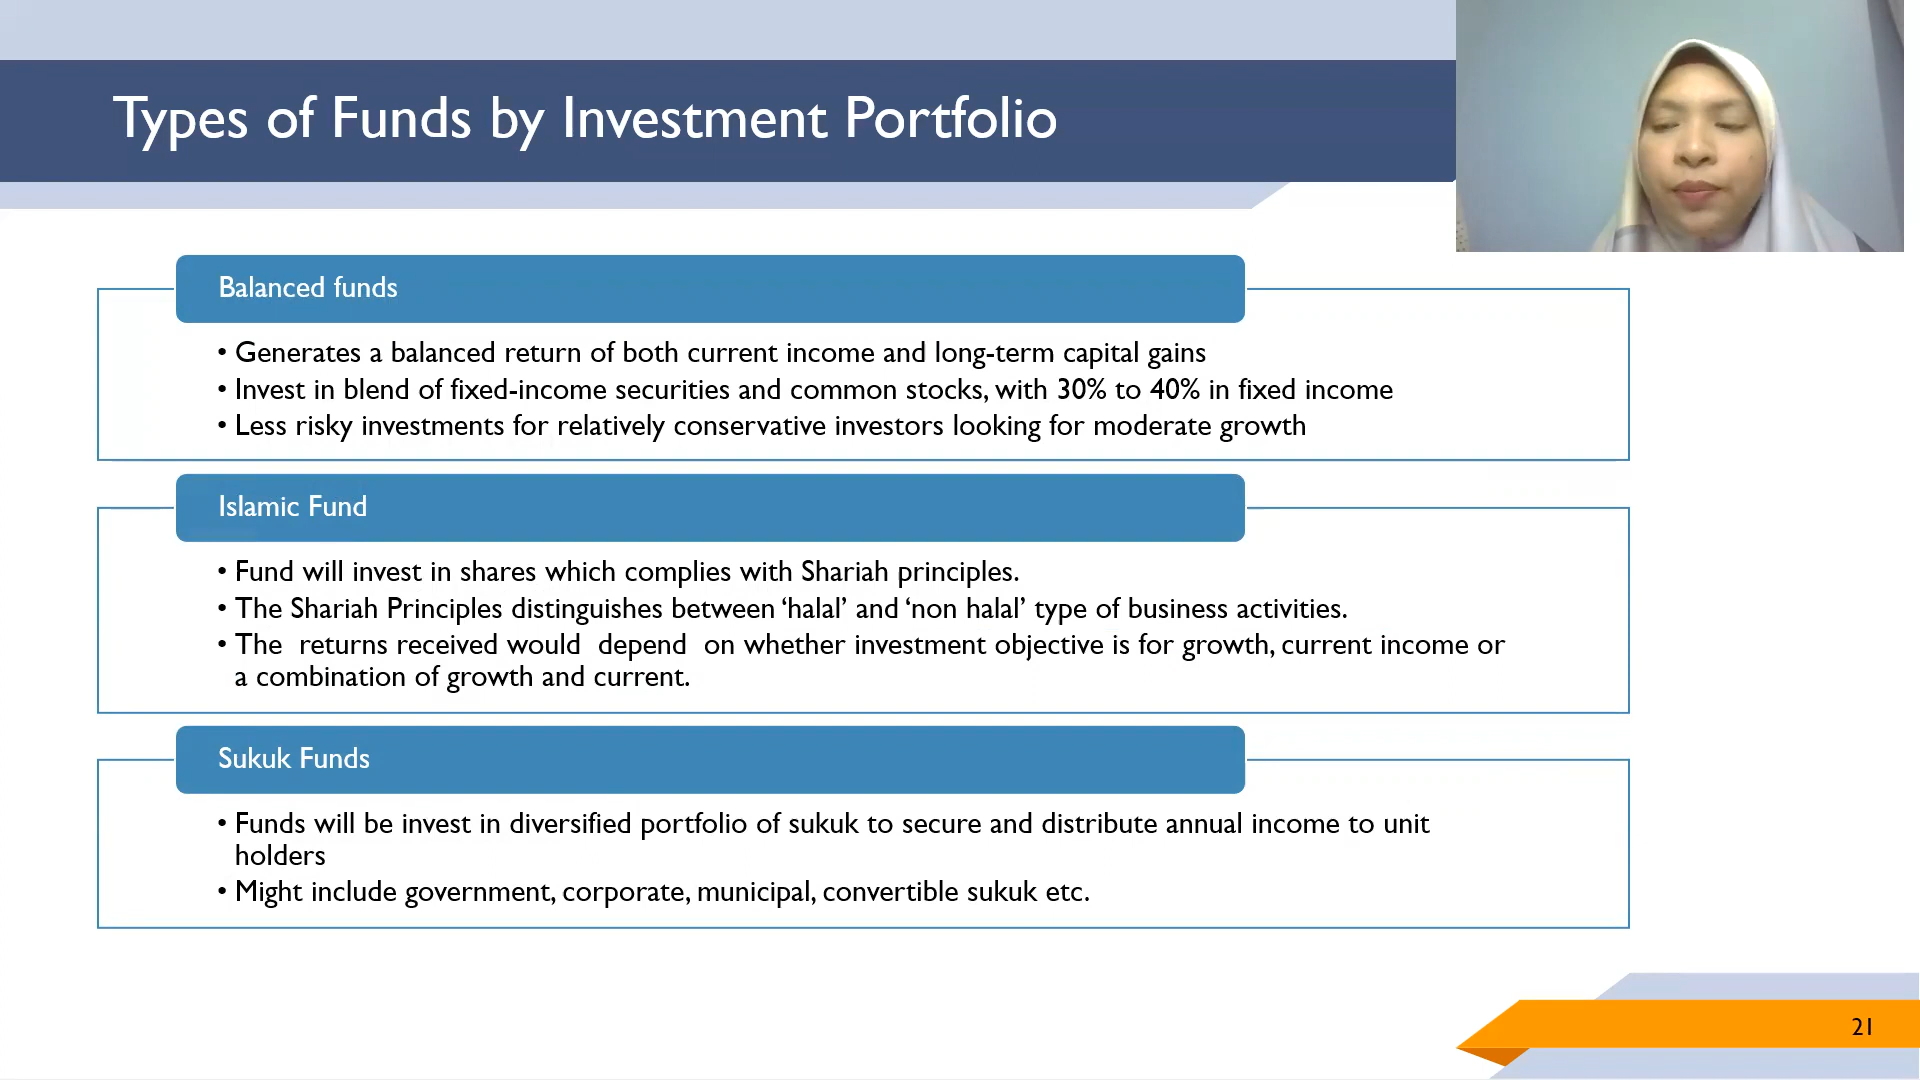 Types of Funds by Investment Portfolio
Balanced funds
• Generates a balanced return of both current income and long-term capital gains
• Invest in blend of fixed-income securities and common stocks, with 30% to 40% in fixed income
• Less risky investments for relatively conservative investors looking for moderate growth
Islamic Fund
• Fund will invest in shares which complies with Shariah principles.
• The Shariah Principles distinguishes between ‘halal’ and ‘non halal’ type of business activities.
• The returns received would depend on whether investment objective is for growth, current income or
a combination of growth and current.
Sukuk Funds
• Funds will be invest in diversified portfolio of sukuk to secure and distribute annual income to unit
holders
• Might include government, corporate, municipal, convertible sukuk etc.
21